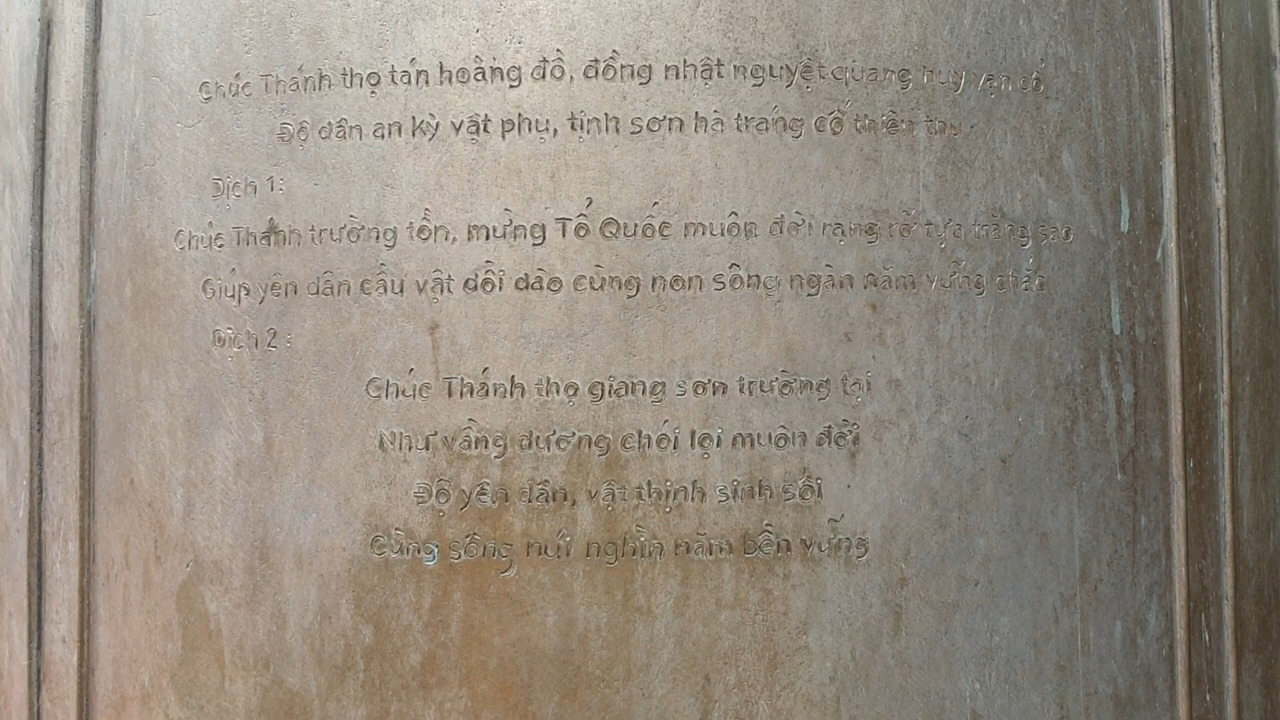 Chúc Thánh thọ tán hoàng đồ, đồng nhật nguyệt quang huy vạn cổ
Độ dân an kỳ vật phụ, tịnh sơn hà tráng cố thiên thu
Dịch 1:
Chúc Thánh trường tồn, mừng Tổ Quốc muôn đời rạng rỡ tựa trăng sao
Giúp yên dân cầu vật dồi dào cùng non sông ngàn năm vững chắc
Dịch 2:
Chúc Thánh thọ giang sơn trường tại
Như vầng dương chói lọi muôn đời
Độ yên dân, vật thịnh sinh sôi
Cùng sông núi nghìn năm bền vững